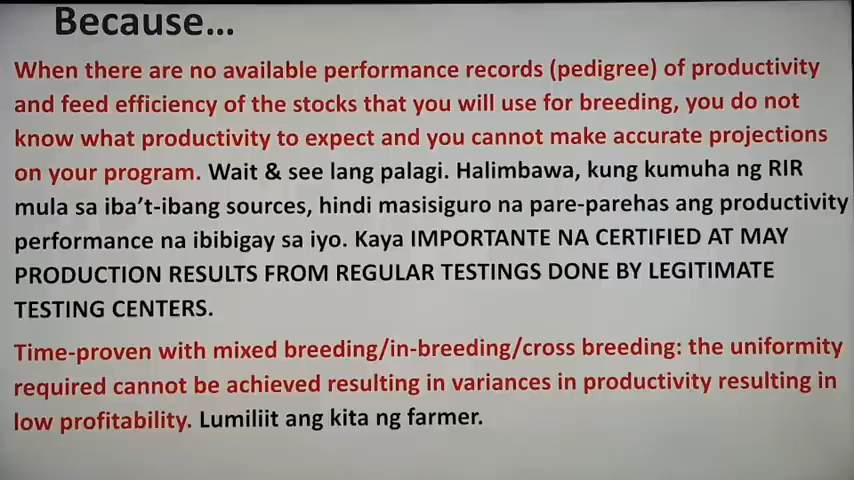 Because...
When there are no available performance records (pedigree) of productivity
and feed efficiency of the stocks that you will use for breeding, you do not
know what productivity to expect and you cannot make accurate projections
on your program. Wait & see lang palagi. Halimbawa, kung kumuha ng RIR
mula sa iba't-ibang sources, hindi masisiguro na pare-parehas ang productivity
performance na ibibigay sa iyo. Kaya IMPORTANTE NA CERTIFIED AT MAY
PRODUCTION RESULTS FROM REGULAR TESTINGS DONE BY LEGITIMATE
TESTING CENTERS.
Time-proven with mixed breeding/in-breeding/cross breeding: the uniformity
required cannot be achieved resulting in variances in productivity resulting in
low profitability. Lumiliit ang kita ng farmer.